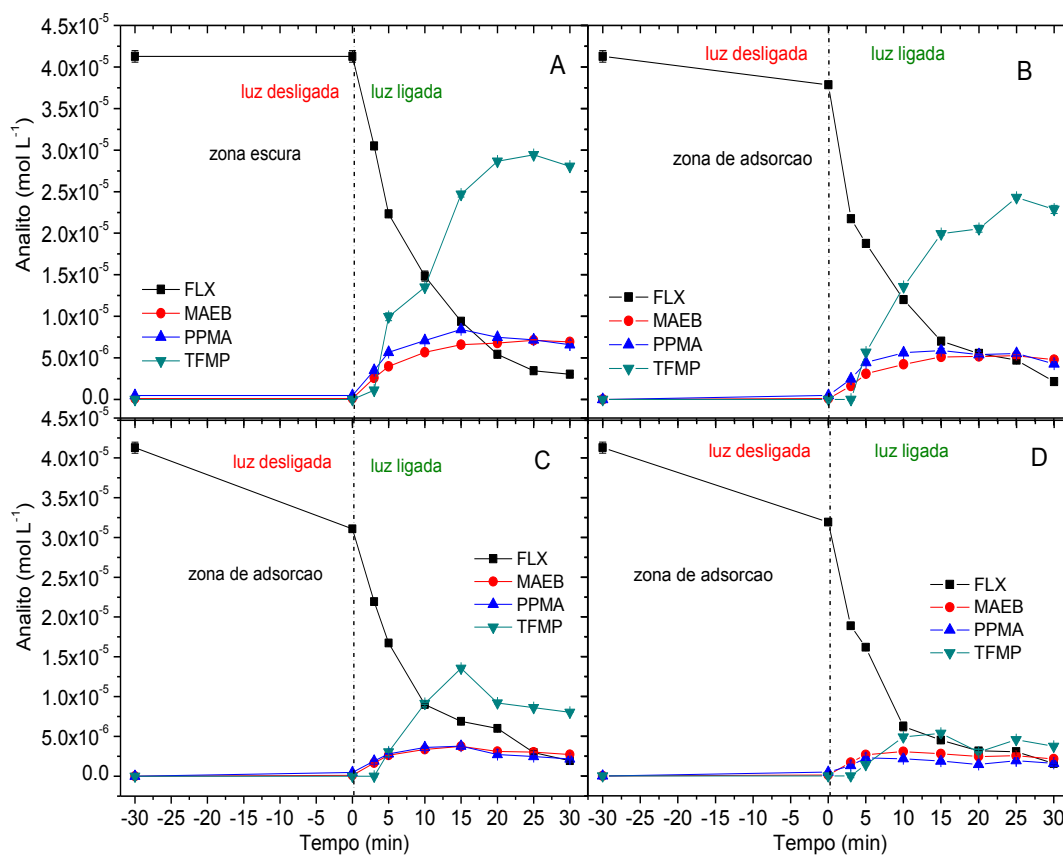 4.5x10⁻⁵
4.0x10⁻⁵
3.5x10⁻⁵
3.0x10⁻⁵
2.5x10⁻⁵
2.0x10⁻⁵
1.5x10⁻⁵
1.0x10⁻⁵
5.0x10⁻⁶
0.0
Analito (mol L⁻¹)
luz desligada
luz ligada
A
zona escura
FLX
MAEB
PPMA
TFMP
luz desligada
luz ligada
B
zona de adsorcao
FLX
MAEB
PPMA
TFMP
4.5x10⁻⁵
4.0x10⁻⁵
3.5x10⁻⁵
3.0x10⁻⁵
2.5x10⁻⁵
2.0x10⁻⁵
1.5x10⁻⁵
1.0x10⁻⁵
5.0x10⁻⁶
0.0
Analito (mol L⁻¹)
luz desligada
luz ligada
C
zona de adsorcao
FLX
MAEB
PPMA
TFMP
luz desligada
luz ligada
D
zona de adsorcao
FLX
MAEB
PPMA
TFMP
-30 -25 -20 -15 -10 -5 0 5 10 15 20 25 30
Tempo (min)
-30 -25 -20 -15 -10 -5 0 5 10 15 20 25 30
Tempo (min)